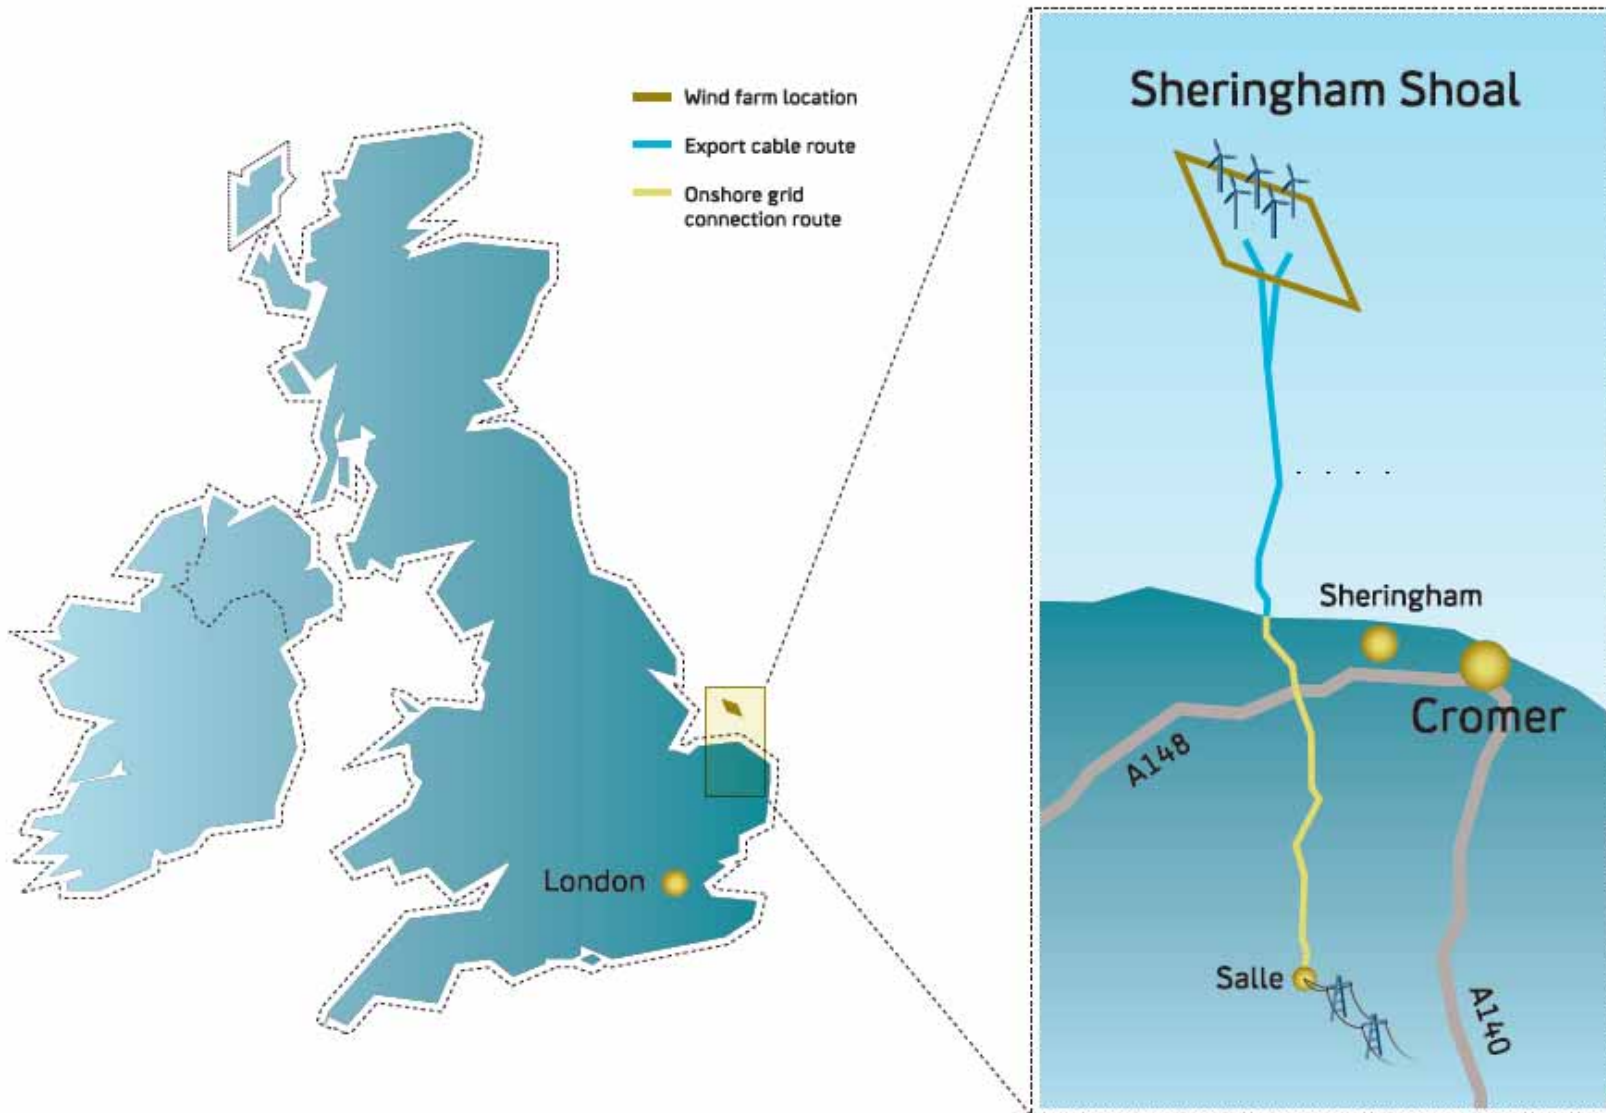 Wind farm location
Export cable route
Onshore grid
connection route
London
Sheringham Shoal
Sheringham
Cromer
A148
Salle
A140